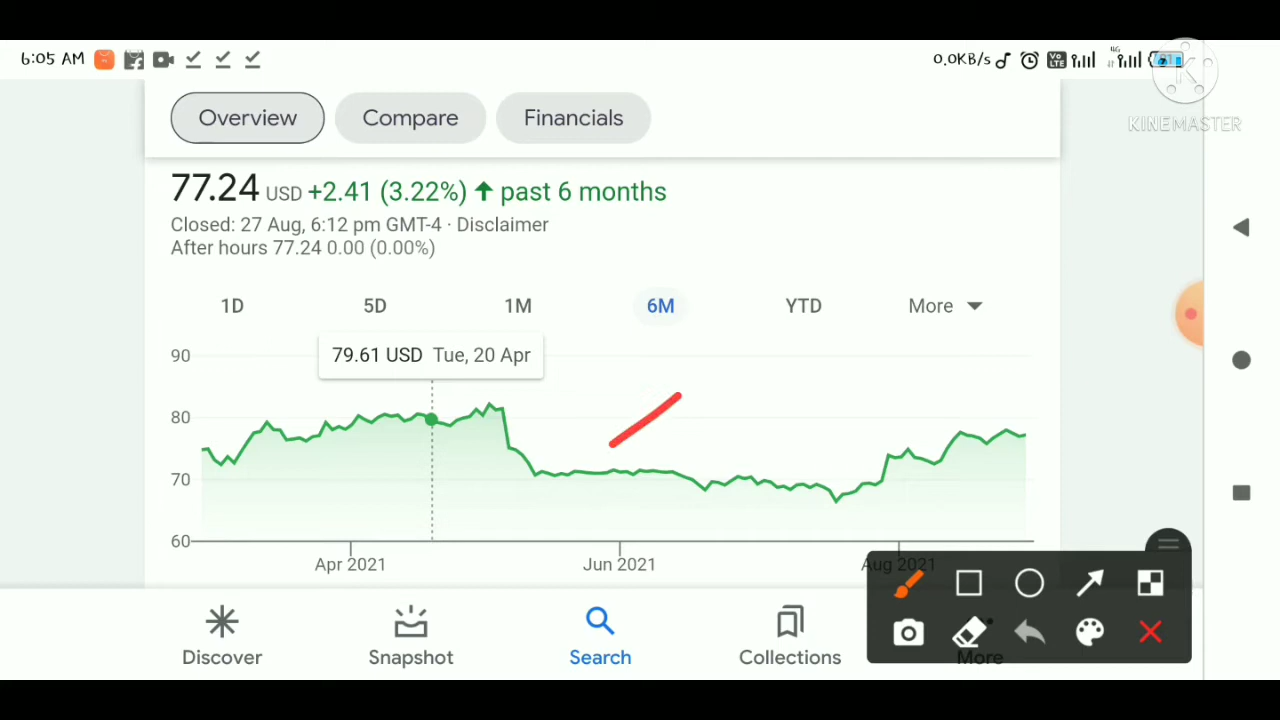 6:05 AM
0.0KB/s
Vo LTE
4G
KINEMASTER
Overview Compare Financials
77.24 USD +2.41 (3.22%) ↑ past 6 months
Closed: 27 Aug, 6:12 pm GMT-4 · Disclaimer
After hours 77.24 0.00 (0.00%)
1D 5D 1M 6M YTD More
79.61 USD Tue, 20 Apr
90
80
70
60
Apr 2021 Jun 2021 Aug 2021
Discover Snapshot Search Collections More